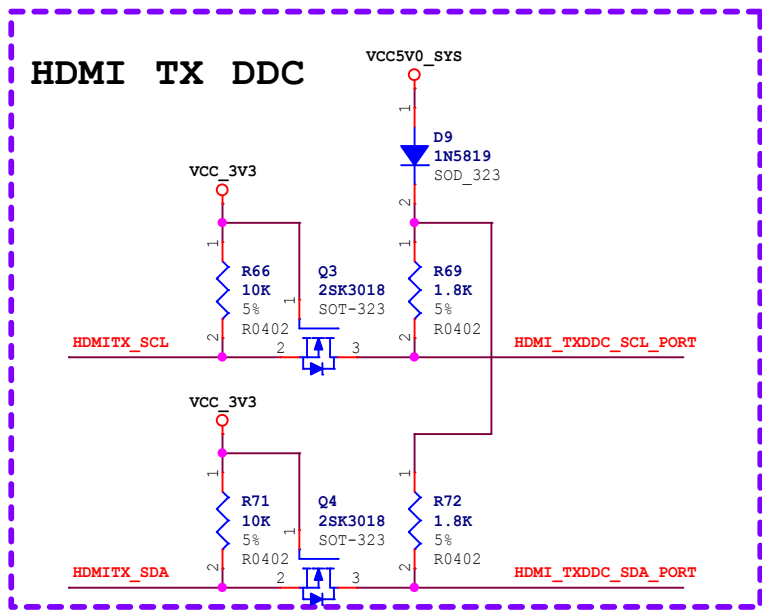 HDMI TX DDC
VCC5V0_SYS
1
D9
1N5819
SOD_323
2
VCC_3V3
1
R66
10K
5%
R0402
2
1
Q3
2SK3018
SOT-323
2
3
1
R69
1.8K
5%
R0402
2
HDMITX_SCL
HDMI_TXDDC_SCL_PORT
VCC_3V3
1
R71
10K
5%
R0402
2
1
Q4
2SK3018
SOT-323
2
3
1
R72
1.8K
5%
R0402
2
HDMITX_SDA
HDMI_TXDDC_SDA_PORT